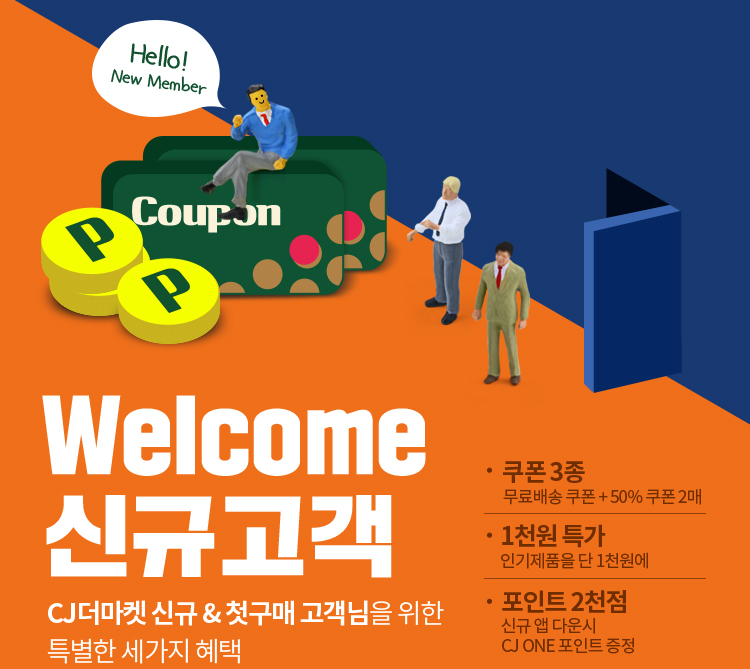 Hello!
New Member
Coupon
P
P
Welcome
신규고객
CJ더마켓 신규 & 첫구매 고객님을 위한
특별한 세가지 혜택
• 쿠폰 3종
무료배송 쿠폰 + 50% 쿠폰 2매
• 1천원 특가
인기제품을 단 1천원에
• 포인트 2천점
신규 앱 다운시
CJ ONE 포인트 증정